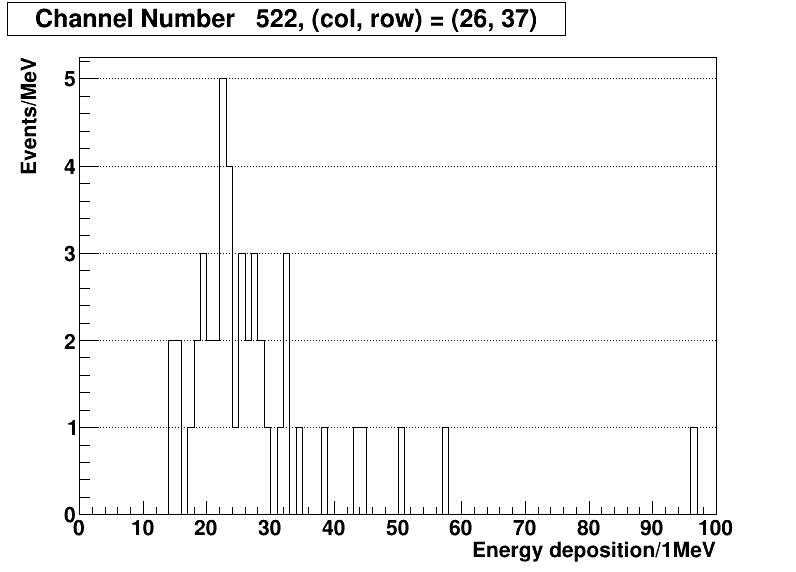 Channel Number 522, (col, row) = (26, 37)
Events/MeV
5
4
3
2
1
0
0 10 20 30 40 50 60 70 80 90 100
Energy deposition/1MeV